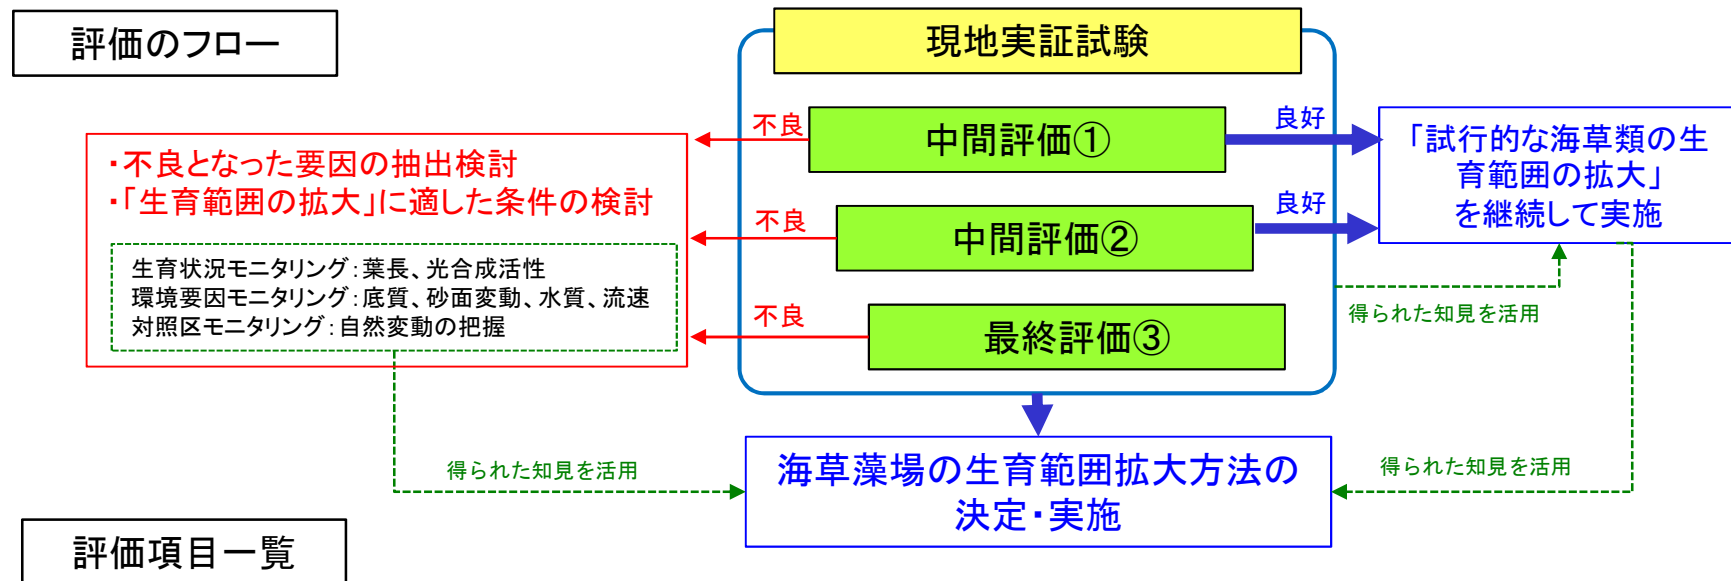 評価のフロー
現地実証試験
中間評価①
不良
良好
中間評価②
不良
良好
最終評価③
不良
・不良となった要因の抽出検討
・「生育範囲の拡大」に適した条件の検討
生育状況モニタリング：葉長、光合成活性
環境要因モニタリング：底質、砂面変動、水質、流速
対照区モニタリング：自然変動の把握
「試行的な海草類の生
育範囲の拡大」
を継続して実施
得られた知見を活用
得られた知見を活用
得られた知見を活用
海草藻場の生育範囲拡大方法の
決定・実施
評価項目一覧